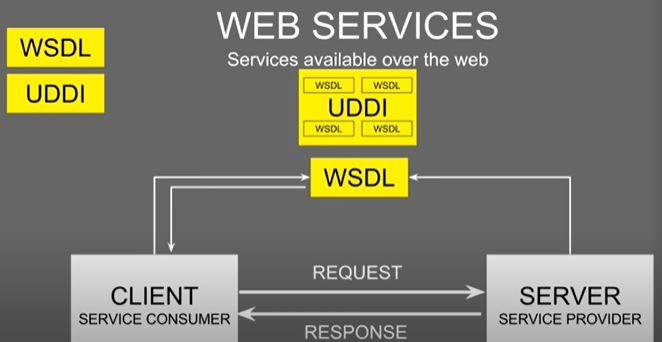 WEB SERVICES
Services available over the web
WSDL
UDDI
WSDL WSDL
UDDI
WSDL WSDL
WSDL
REQUEST
CLIENT
SERVICE CONSUMER
SERVER
SERVICE PROVIDER
RESPONSE